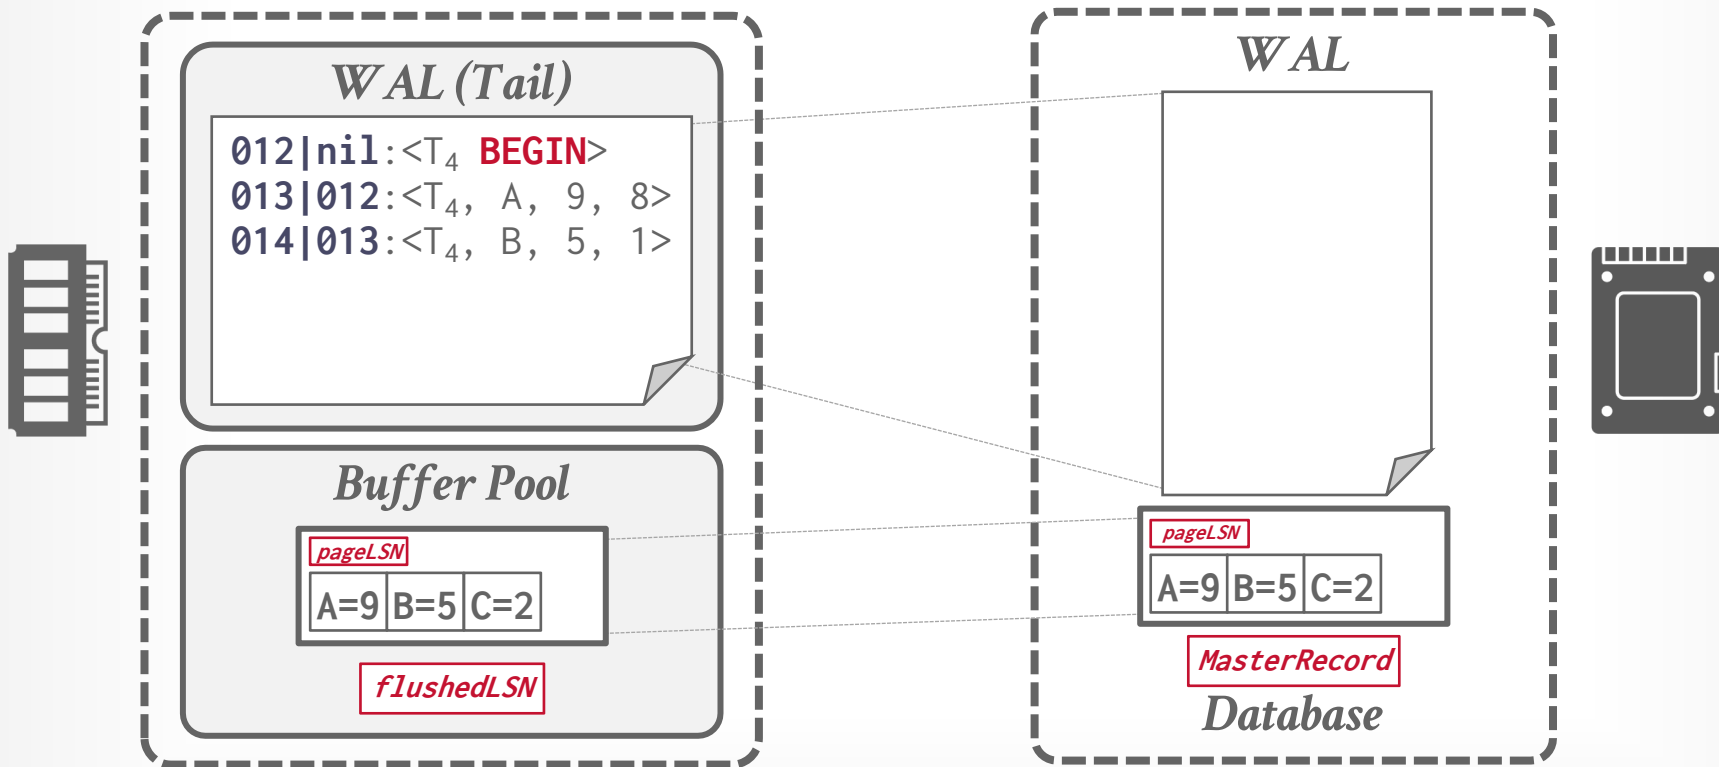 WAL (Tail)
012|nil:<T4 BEGIN>
013|012:<T4, A, 9, 8>
014|013:<T4, B, 5, 1>
Buffer Pool
pageLSN
A=9 B=5 C=2
flushedLSN
WAL
pageLSN
A=9 B=5 C=2
MasterRecord
Database